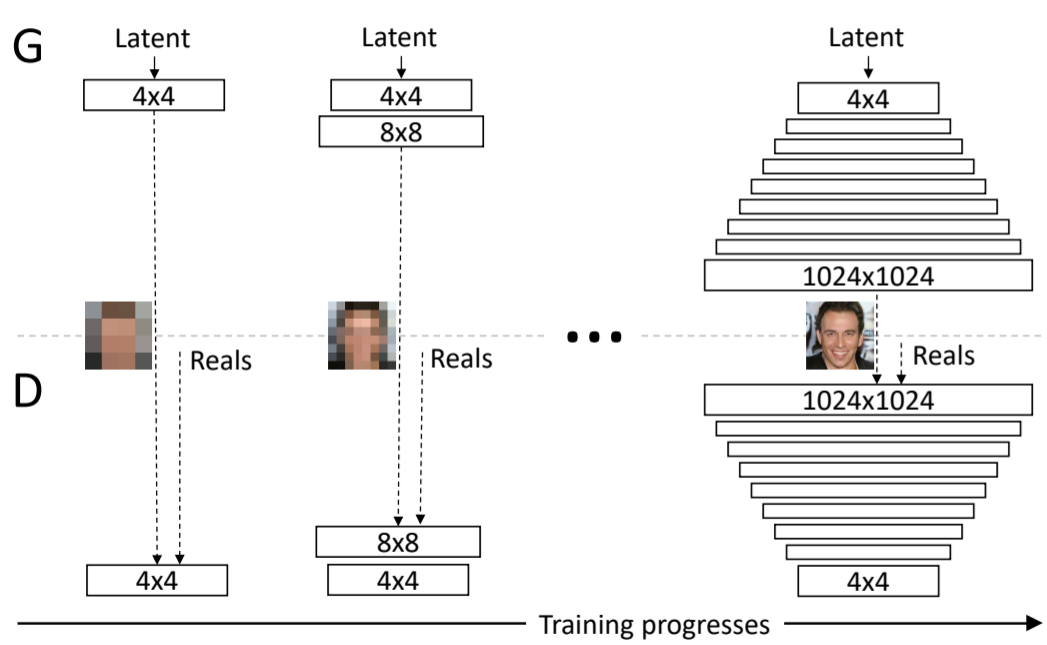 G
Latent
4x4
Latent
4x4
8x8
Latent
4x4
1024x1024
Reals
Reals
Reals
D
1024x1024
8x8
4x4
4x4
4x4
Training progresses